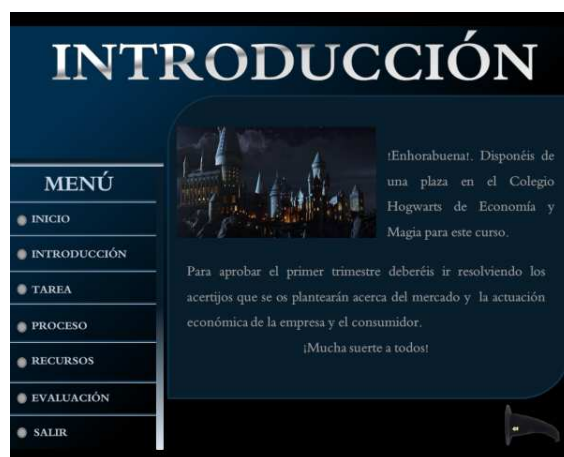 INTRODUCCIÓN
MENÚ
INICIO
INTRODUCCIÓN
TAREA
PROCESO
RECURSOS
EVALUACIÓN
SALIR
!Enhorabuena!. Disponéis de
una plaza en el Colegio
Hogwarts de Economía y
Magia para este curso.
Para aprobar el primer trimestre deberéis ir resolviendo los
acertijos que se os plantearán acerca del mercado y la actuación
económica de la empresa y el consumidor.
¡Mucha suerte a todos!